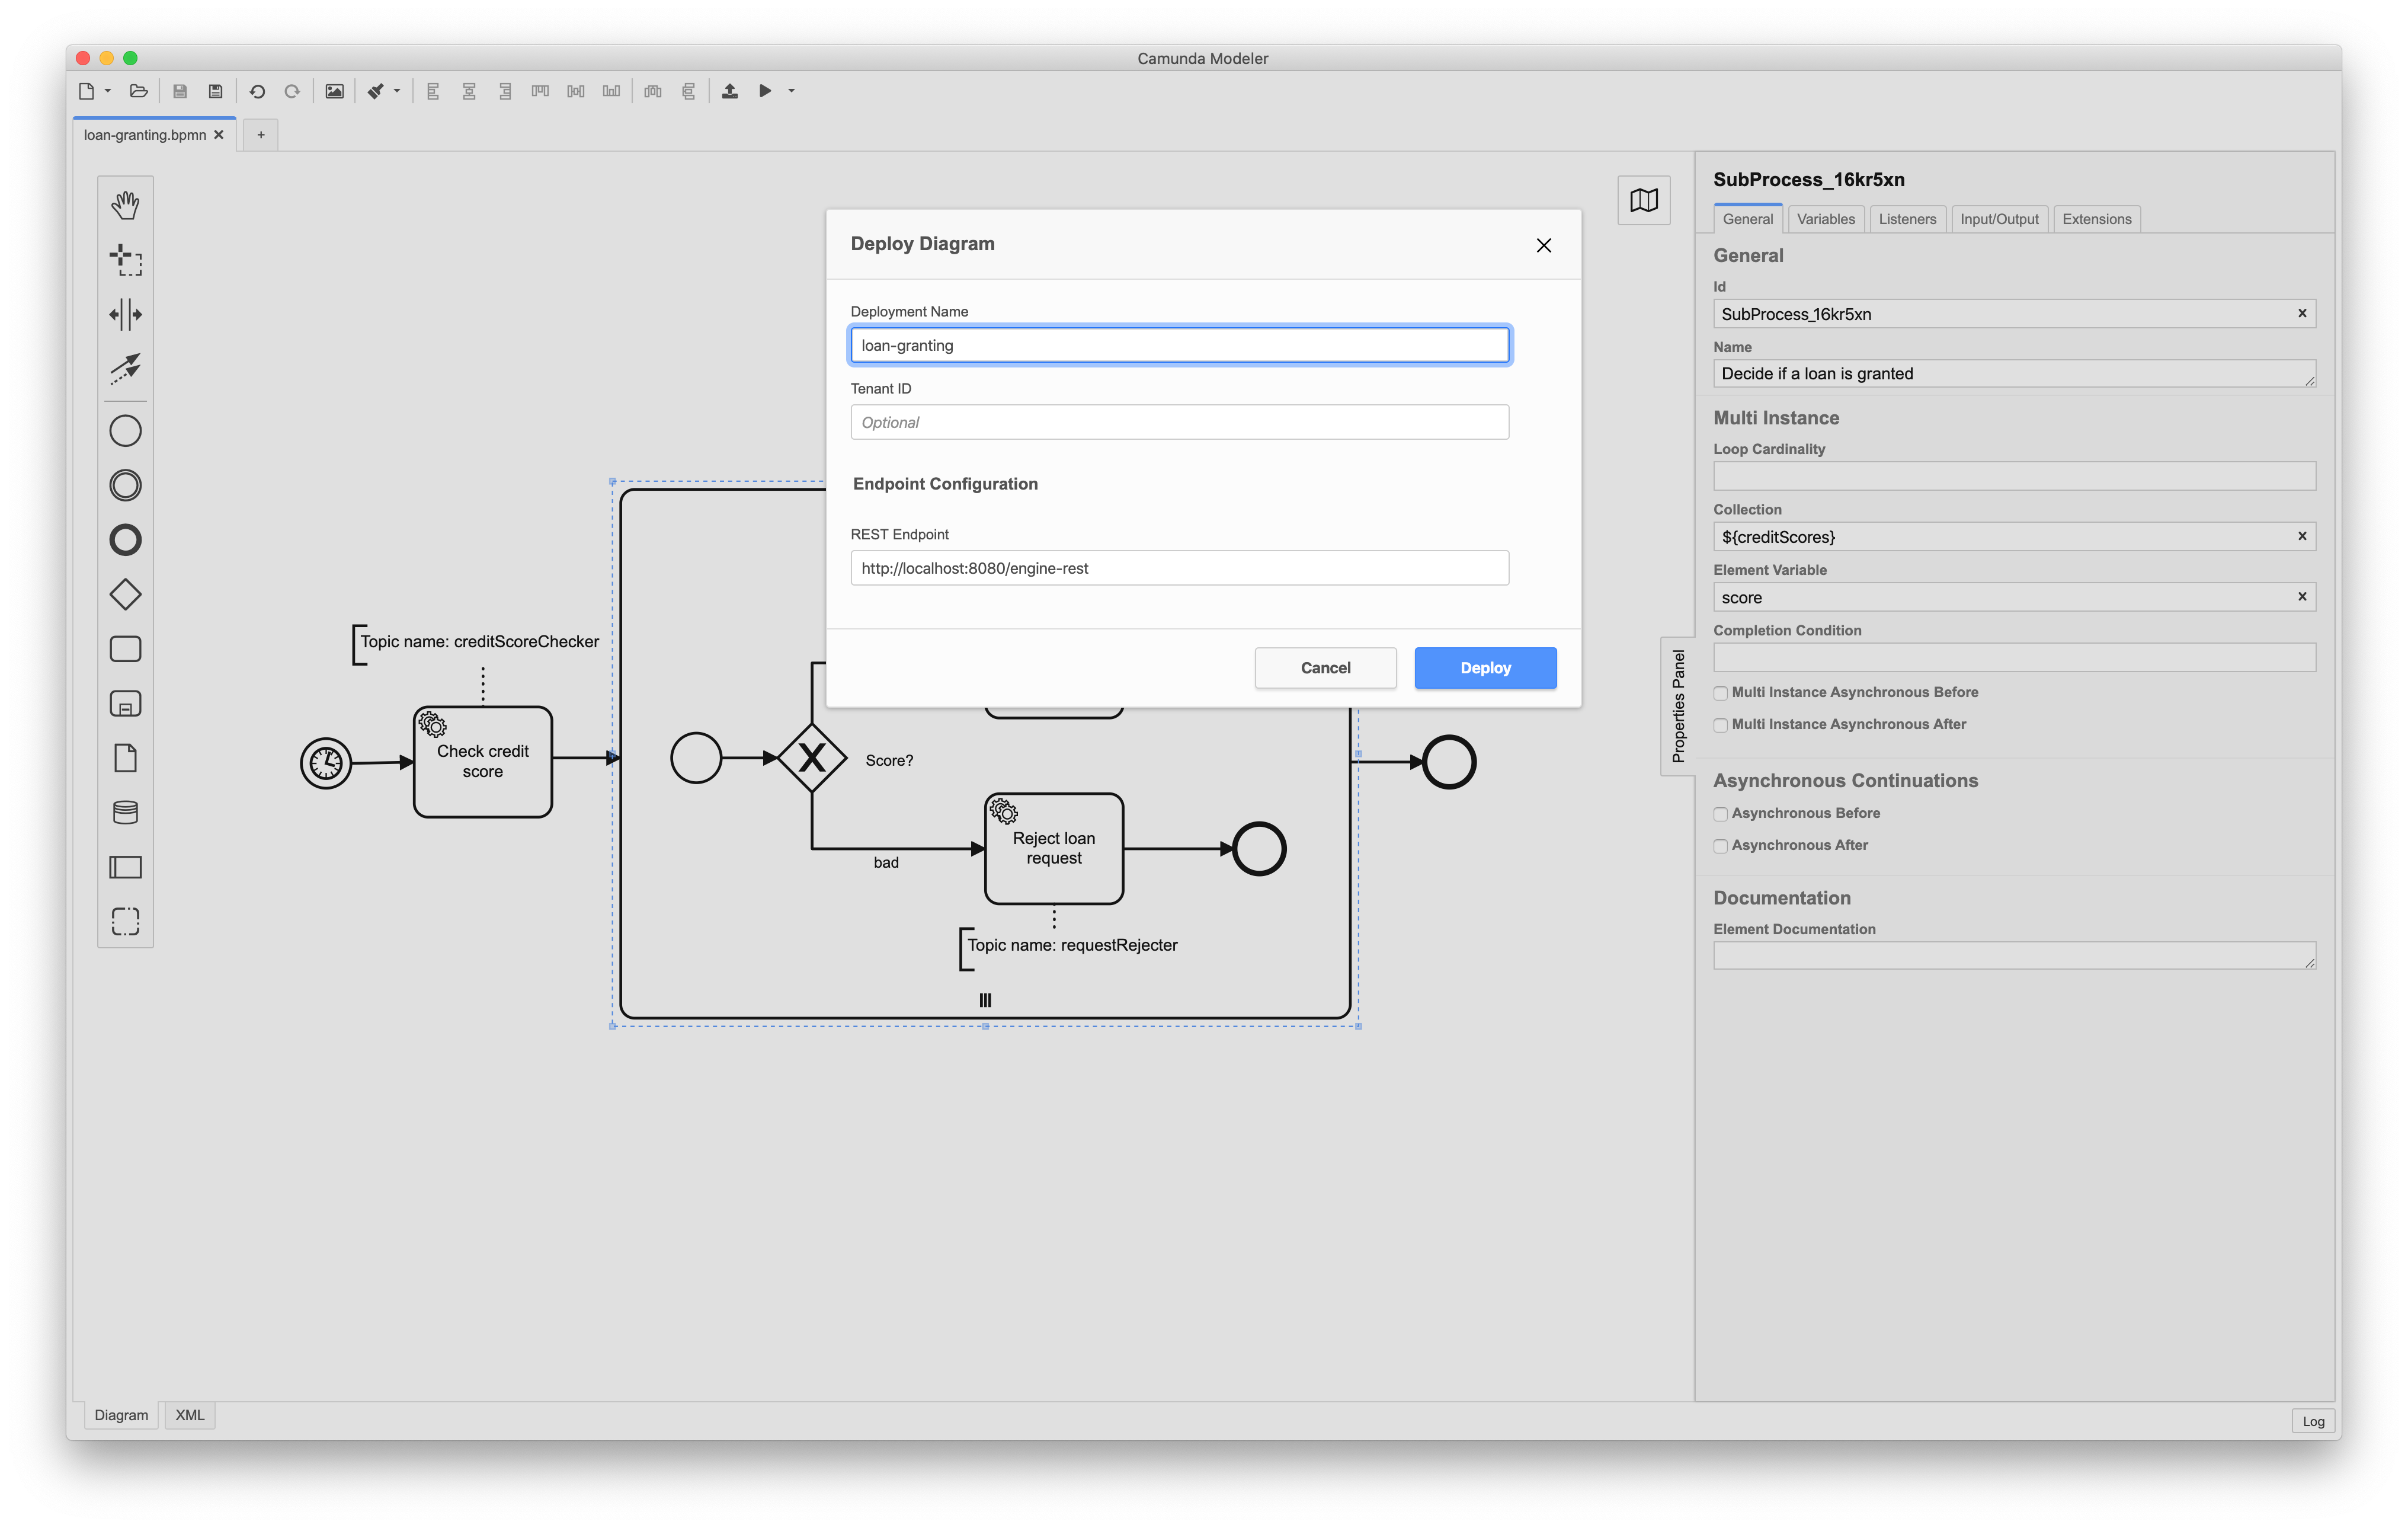 Camunda Modeler
loan-granting.bpmn
+
Deploy Diagram
Deployment Name
loan-granting
Tenant ID
Optional
Endpoint Configuration
REST Endpoint
http://localhost:8080/engine-rest
Cancel
Deploy
Topic name: creditScoreChecker
Check credit
score
Score?
bad
Reject loan
request
Topic name: requestRejecter
Properties Panel
SubProcess_16kr5xn
General
Variables
Listeners
Input/Output
Extensions
General
Id
SubProcess_16kr5xn
Name
Decide if a loan is granted
Multi Instance
Loop Cardinality
Collection
${creditScores}
Element Variable
score
Completion Condition
Multi Instance Asynchronous Before
Multi Instance Asynchronous After
Asynchronous Continuations
Asynchronous Before
Asynchronous After
Documentation
Element Documentation
Diagram
XML
Log